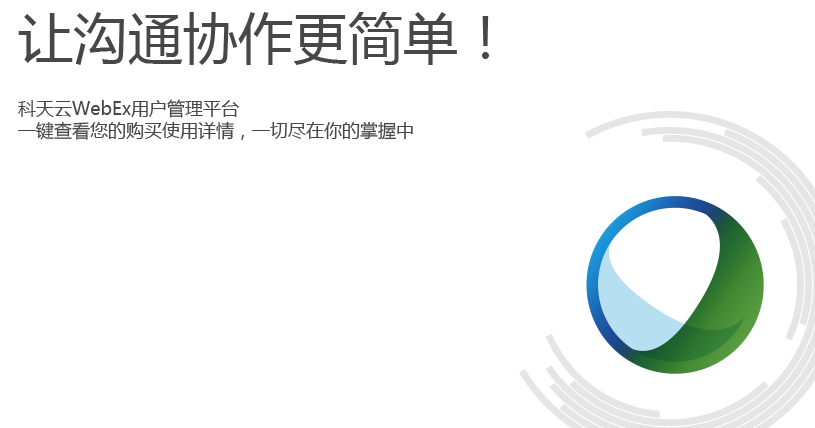 让沟通协作更简单！
科天云WebEx用户管理平台
一键查看您的购买使用详情，一切尽在你的掌握中